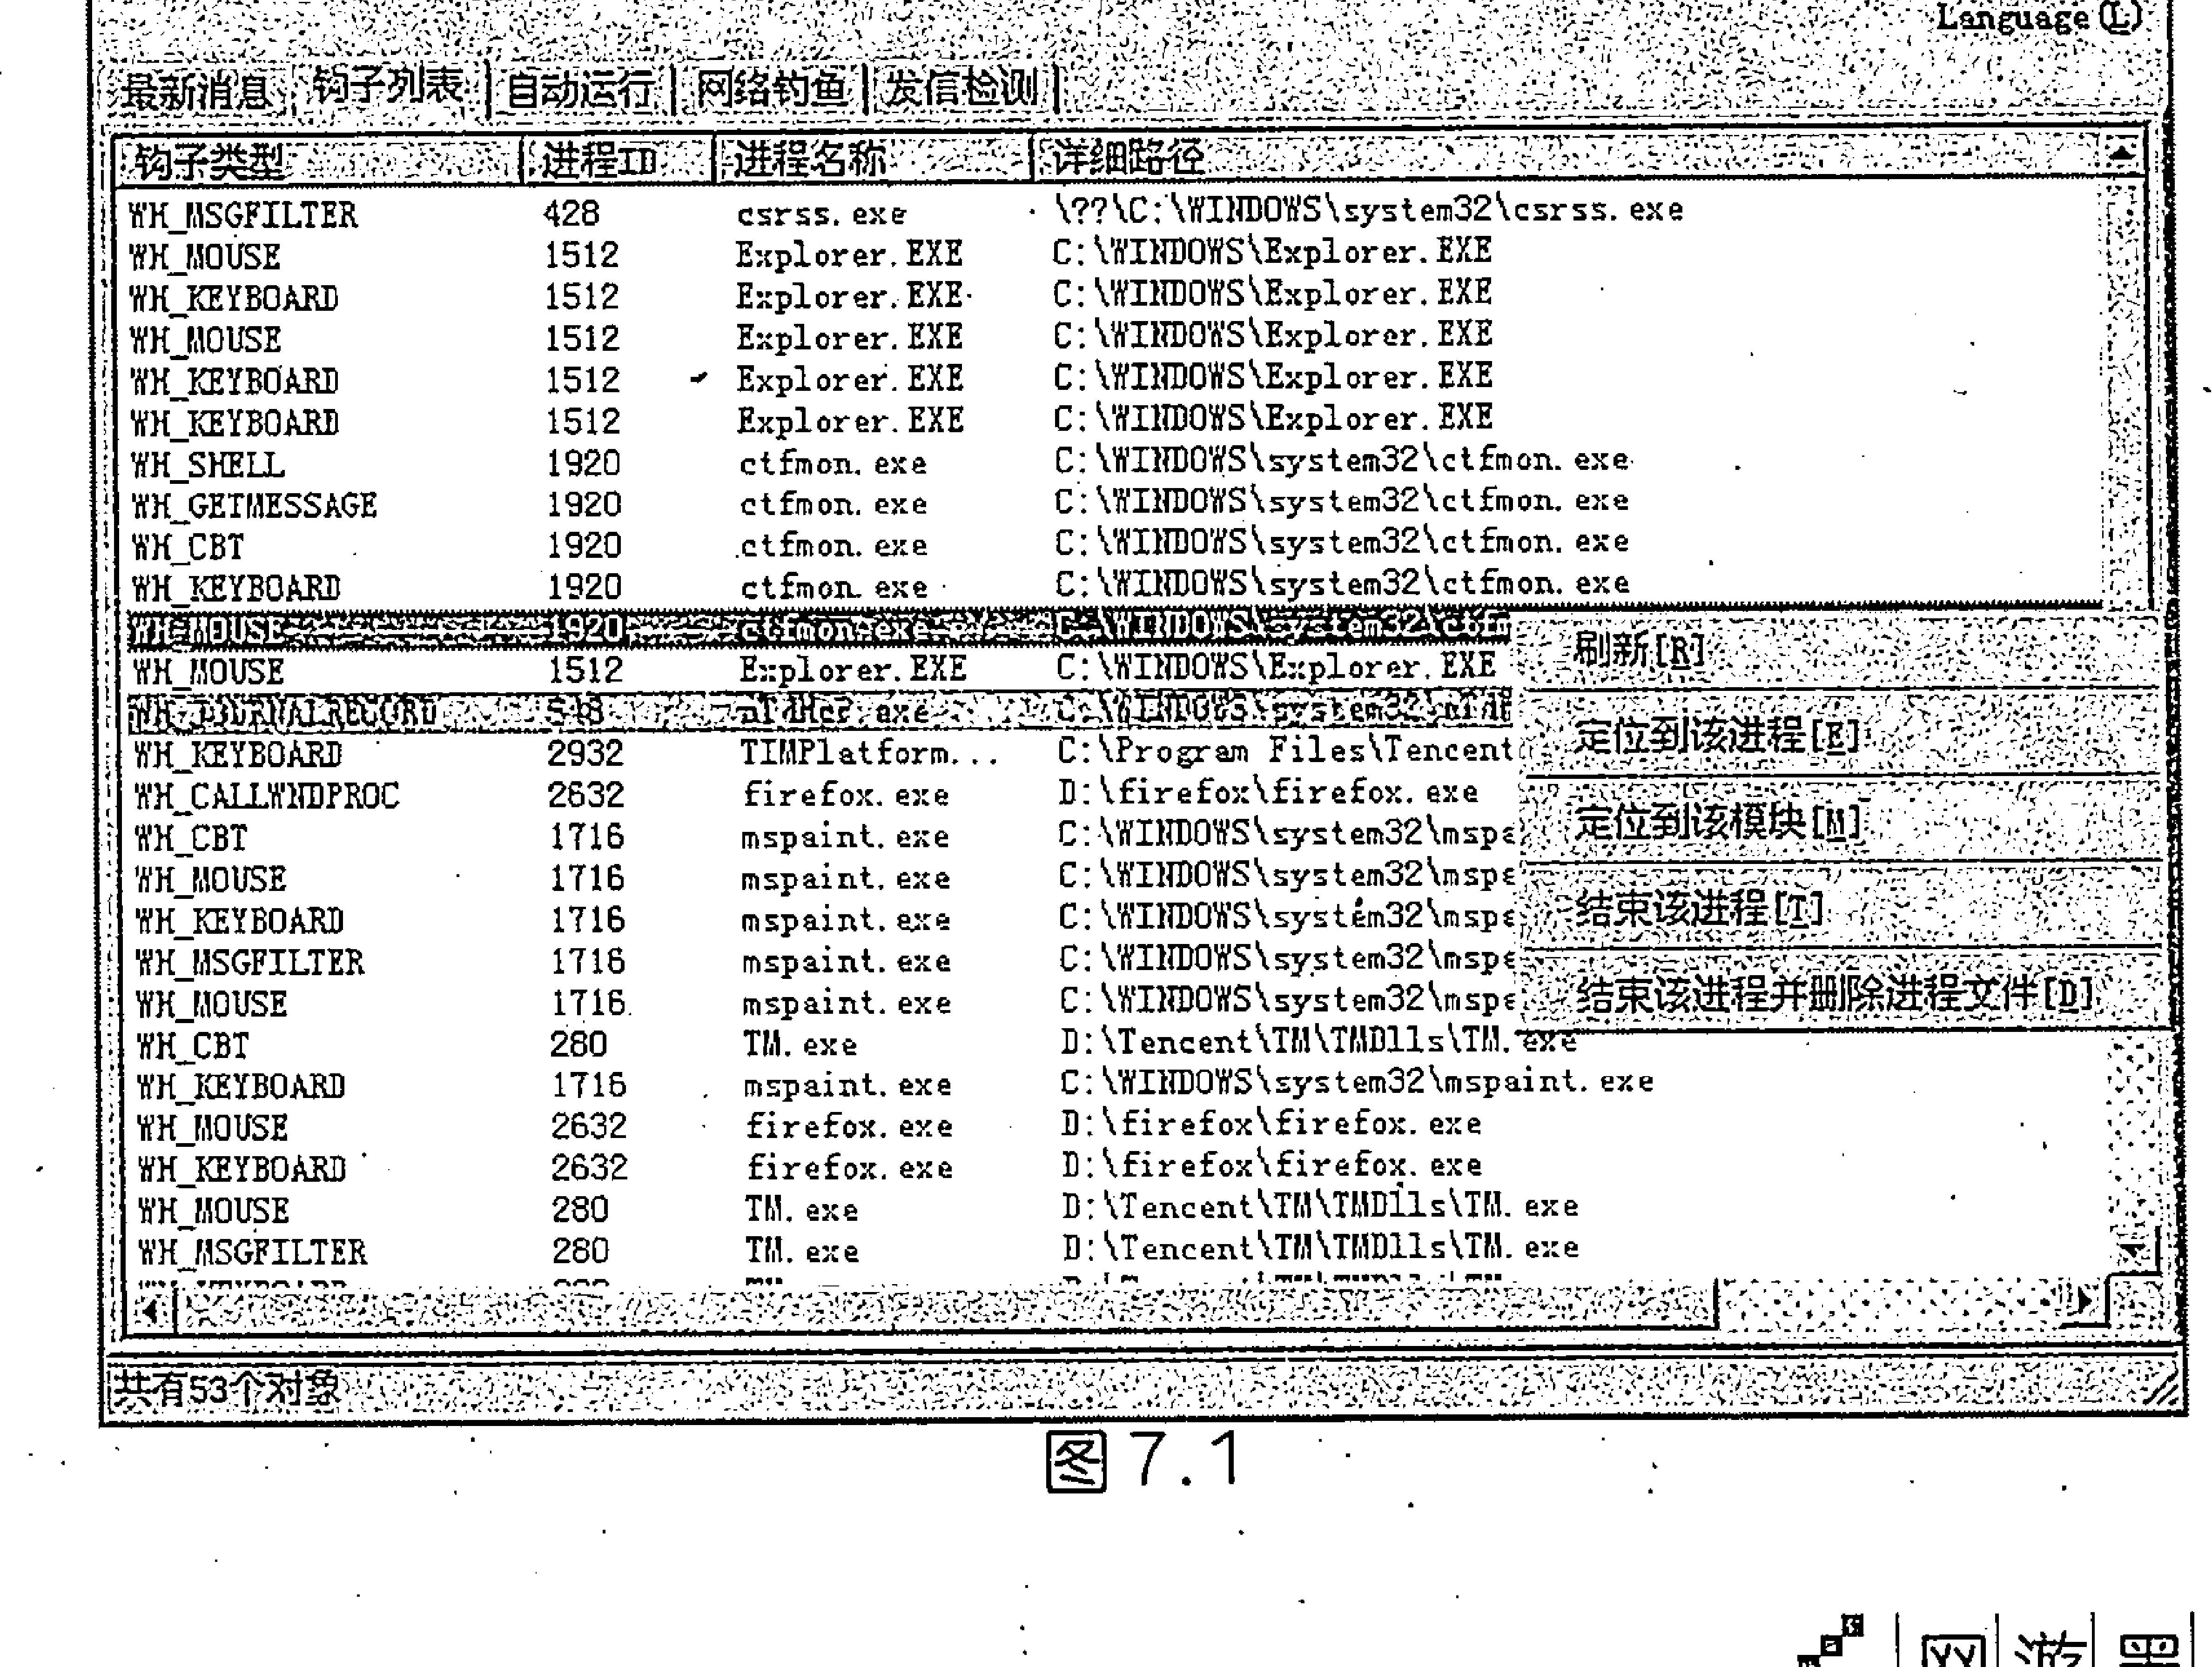 Language (L)
最新消息 钩子列表 自动运行 网络钓鱼 发信检测
钩子类型 进程ID 进程名称 详细路径
WH_MSGFILTER 428 csrss.exe \??\C:\WINDOWS\system32\csrss.exe
WH_MOUSE 1512 Explorer.EXE C:\WINDOWS\Explorer.EXE
WH_KEYBOARD 1512 Explorer.EXE C:\WINDOWS\Explorer.EXE
WH_MOUSE 1512 Explorer.EXE C:\WINDOWS\Explorer.EXE
WH_KEYBOARD 1512 Explorer.EXE C:\WINDOWS\Explorer.EXE
WH_KEYBOARD 1512 Explorer.EXE C:\WINDOWS\Explorer.EXE
WH_SHELL 1920 ctfmon.exe C:\WINDOWS\system32\ctfmon.exe
WH_GETMESSAGE 1920 ctfmon.exe C:\WINDOWS\system32\ctfmon.exe
WH_CBT 1920 ctfmon.exe C:\WINDOWS\system32\ctfmon.exe
WH_KEYBOARD 1920 ctfmon.exe C:\WINDOWS\system32\ctfmon.exe
WH_MOUSE 1920 ctfmon.exe C:\WINDOWS\system32\ctfm
刷新[R]
WH_MOUSE 1512 Explorer.EXE C:\WINDOWS\Explorer.EXE
WH_JOURNALRECORD 548
定位到该进程[E]
WH_KEYBOARD 2932 TIMPlatform... C:\Program Files\Tencent
WH_CALLWNDPROC 2632 firefox.exe D:\firefox\firefox.exe
定位到该模块[M]
WH_CBT 1716 mspaint.exe C:\WINDOWS\system32\mspa
WH_MOUSE 1716 mspaint.exe C:\WINDOWS\system32\mspa
结束该进程[T]
WH_KEYBOARD 1716 mspaint.exe C:\WINDOWS\system32\mspa
WH_MSGFILTER 1716 mspaint.exe C:\WINDOWS\system32\mspa
结束该进程并删除进程文件[D]
WH_MOUSE 1716 mspaint.exe C:\WINDOWS\system32\mspa
WH_CBT 280 TM.exe D:\Tencent\TM\TMDlls\TM.exe
WH_KEYBOARD 1716 mspaint.exe C:\WINDOWS\system32\mspaint.exe
WH_MOUSE 2632 firefox.exe D:\firefox\firefox.exe
WH_KEYBOARD 2632 firefox.exe D:\firefox\firefox.exe
WH_MOUSE 280 TM.exe D:\Tencent\TM\TMDlls\TM.exe
WH_MSGFILTER 280 TM.exe D:\Tencent\TM\TMDlls\TM.exe
共有53个对象
图 7.1
网 游